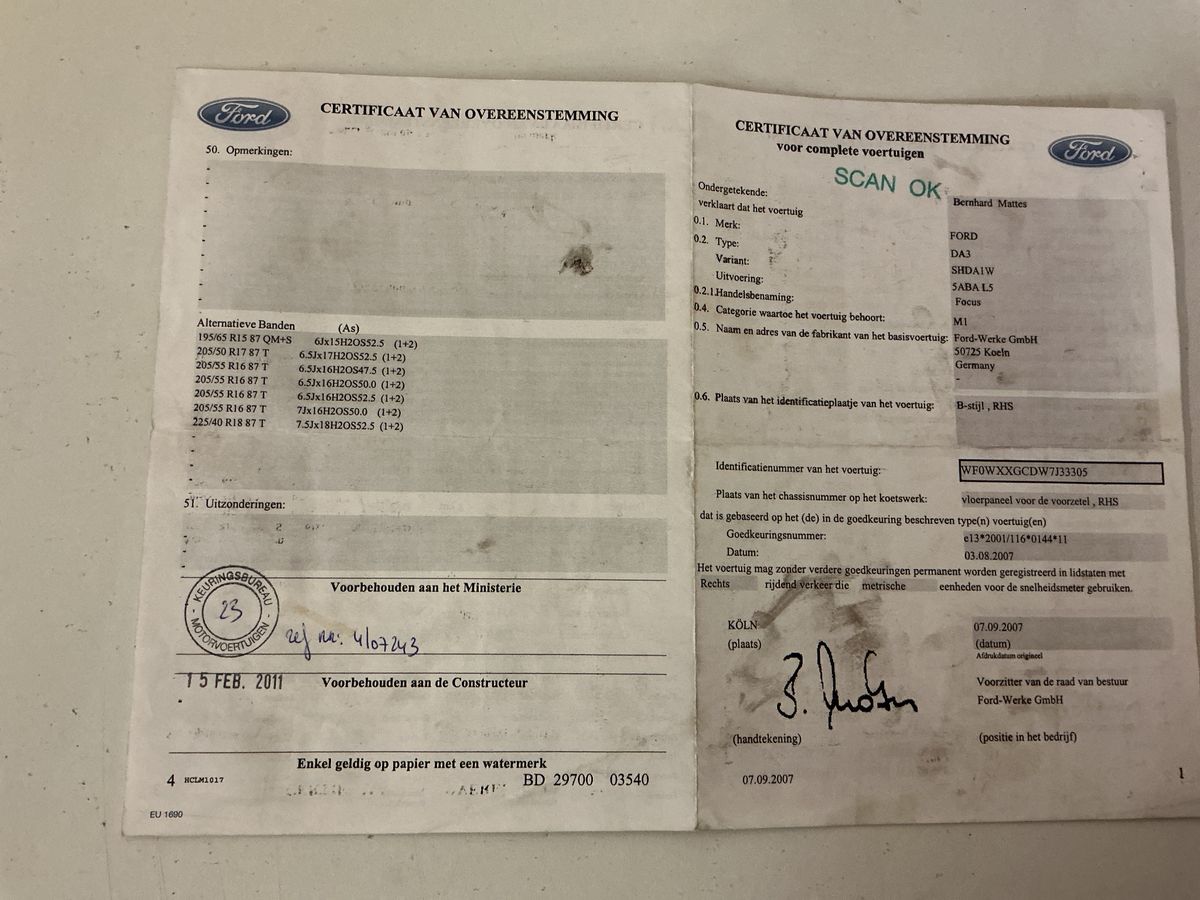 Ford
CERTIFICAAT VAN OVEREENSTEMMING
50. Opmerkingen:
-
-
-
-
-
-
-
-
-
-
Alternatieve Banden (As)
195/65 R15 87 QM+S 6Jx15H2OS52.5 (1+2)
205/50 R17 87 T 6.5Jx17H2OS52.5 (1+2)
205/55 R16 87 T 6.5Jx16H2OS47.5 (1+2)
205/55 R16 87 T 6.5Jx16H2OS50.0 (1+2)
205/55 R16 87 T 6.5Jx16H2OS52.5 (1+2)
205/55 R16 87 T 7Jx16H2OS50.0 (1+2)
225/40 R18 87 T 7.5Jx18H2OS52.5 (1+2)
-
-
-
-
51. Uitzonderingen:
-
-
-
Voorbehouden aan het Ministerie
KEURINGSBUREAU - MOTORVOERTUIGEN -
23
ref nr: 4/07243
15 FEB. 2011 Voorbehouden aan de Constructeur
-
Enkel geldig op papier met een watermerk
4 HCLM1017 BD 29700 03540
EU 1690
CERTIFICAAT VAN OVEREENSTEMMING
voor complete voertuigen
Ford
SCAN OK
Ondergetekende: Bernhard Mattes
verklaart dat het voertuig
0.1. Merk: FORD
0.2. Type: DA3
Variant: SHDA1W
Uitvoering: 5ABA L5
0.2.1.Handelsbenaming: Focus
0.4. Categorie waartoe het voertuig behoort: M1
0.5. Naam en adres van de fabrikant van het basisvoertuig: Ford-Werke GmbH
50725 Koeln
Germany
-
0.6. Plaats van het identificatieplaatje van het voertuig: B-stijl , RHS
Identificatienummer van het voertuig: WF0WXXGCDW7J33305
Plaats van het chassisnummer op het koetswerk: vloerpaneel voor de voorzetel , RHS
dat is gebaseerd op het (de) in de goedkeuring beschreven type(n) voertuig(en)
Goedkeuringsnummer: e13*2001/116*0144*11
Datum: 03.08.2007
Het voertuig mag zonder verdere goedkeuringen permanent worden geregistreerd in lidstaten met
Rechts rijdend verkeer die metrische eenheden voor de snelheidsmeter gebruiken.
KÖLN 07.09.2007
(plaats) (datum)
Afdrukdatum origineel
Voorzitter van de raad van bestuur
Ford-Werke GmbH
(handtekening) (positie in het bedrijf)
07.09.2007 1